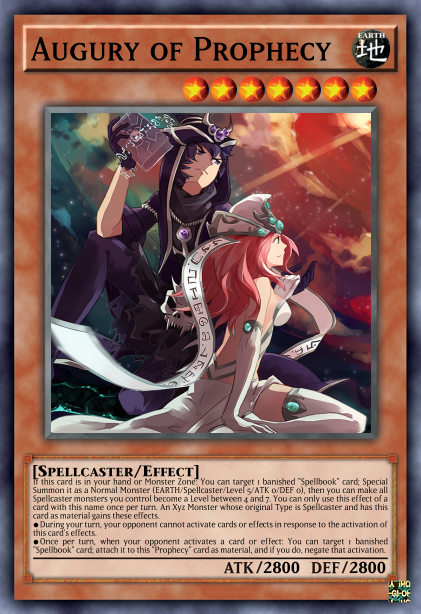 AUGURY OF PROPHECY
EARTH
地
[SPELLCASTER/EFFECT]
If this card is in your hand or Monster Zone: You can target 1 banished "Spellbook" card; Special
Summon it as a Normal Monster (EARTH/Spellcaster/Level 5/ATK 0/DEF 0), then you can make all
Spellcaster monsters you control become a Level between 4 and 7. You can only use this effect of
a card with this name once per turn. An Xyz Monster whose original Type is Spellcaster and has this
card as material gains these effects.
●During your turn, your opponent cannot activate cards or effects in response to the activation of
this card's effects.
●Once per turn, when your opponent activates a card or effect: You can target 1 banished
"Spellbook" card; attach it to this "Prophecy" card as material, and if you do, negate that activation.
ATK/2800 DEF/2800